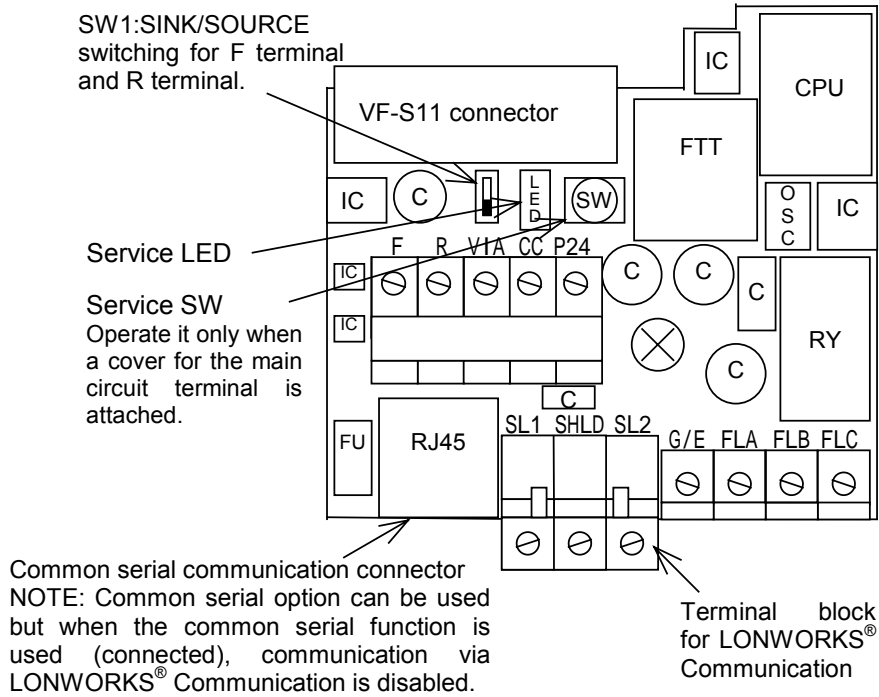 SW1:SINK/SOURCE
switching for F terminal
and R terminal.
VF-S11 connector
IC
CPU
FTT
IC
C
LED
SW
OSC
IC
Service LED
F R VIA CC P24
IC
C
C
C
Service SW
Operate it only when
a cover for the main
circuit terminal is
attached.
IC
RY
C
C
FU
RJ45
SL1 SHLD SL2
G/E FLA FLB FLC
Common serial communication connector
NOTE: Common serial option can be used
but when the common serial function is
used (connected), communication via
LONWORKS® Communication is disabled.
Terminal block
for LONWORKS®
Communication